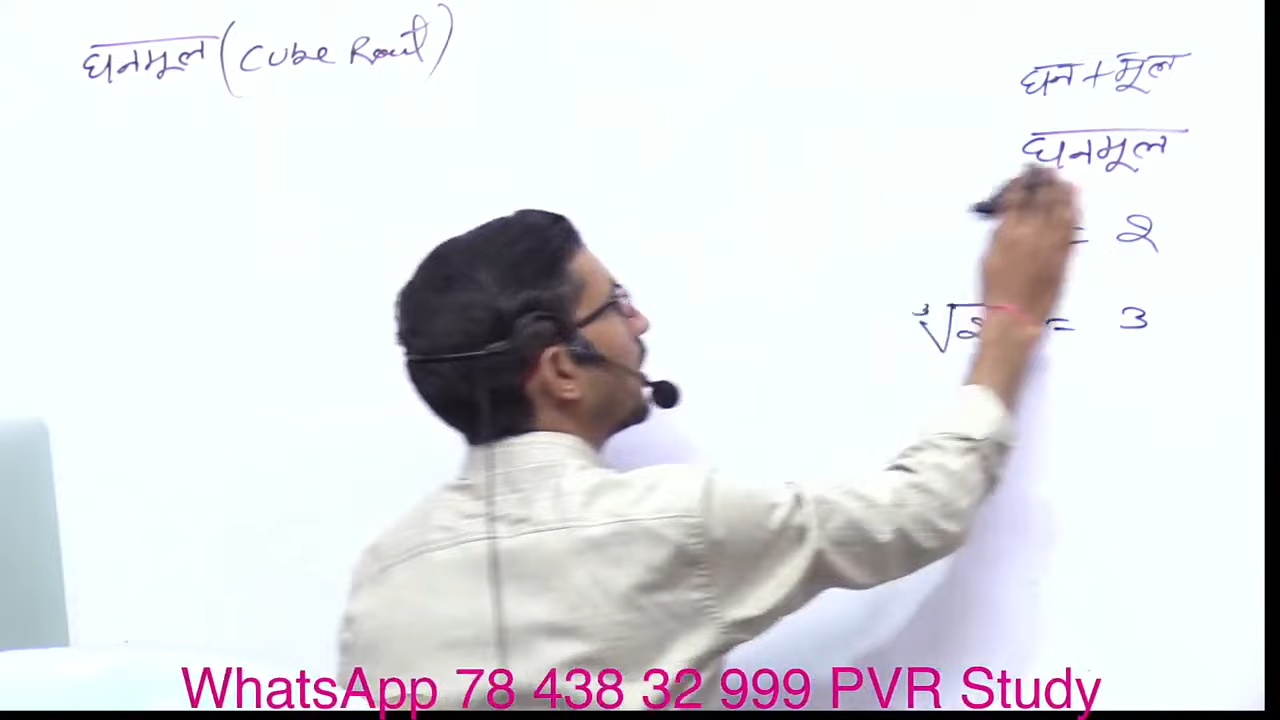 घनमूल (Cube Root)
घन + मूल
घनमूल
= 2
= 3
WhatsApp 78 438 32 999 PVR Study